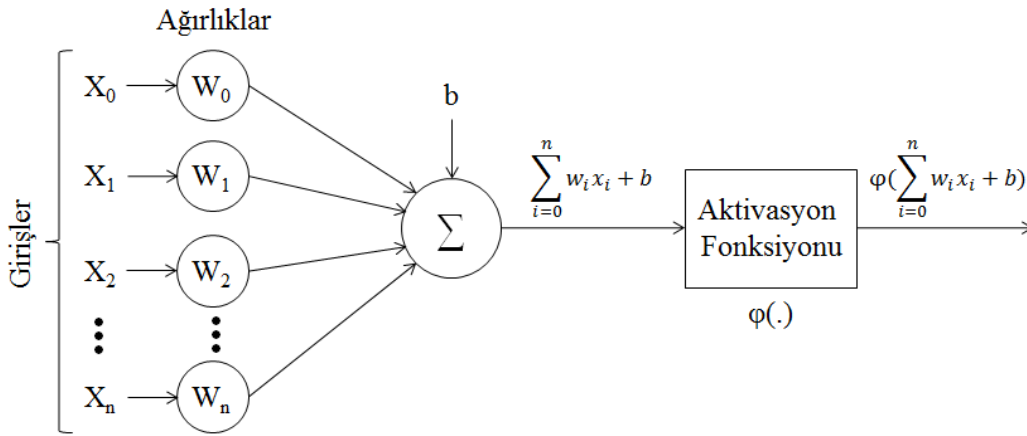 Ağırlıklar
Girişler
X₀ W₀
X₁ W₁
X₂ W₂
Xₙ Wₙ
b
∑
n
∑ wᵢxᵢ + b
i=0
Aktivasyon
Fonksiyonu
φ(.)
n
φ(∑ wᵢxᵢ + b)
i=0